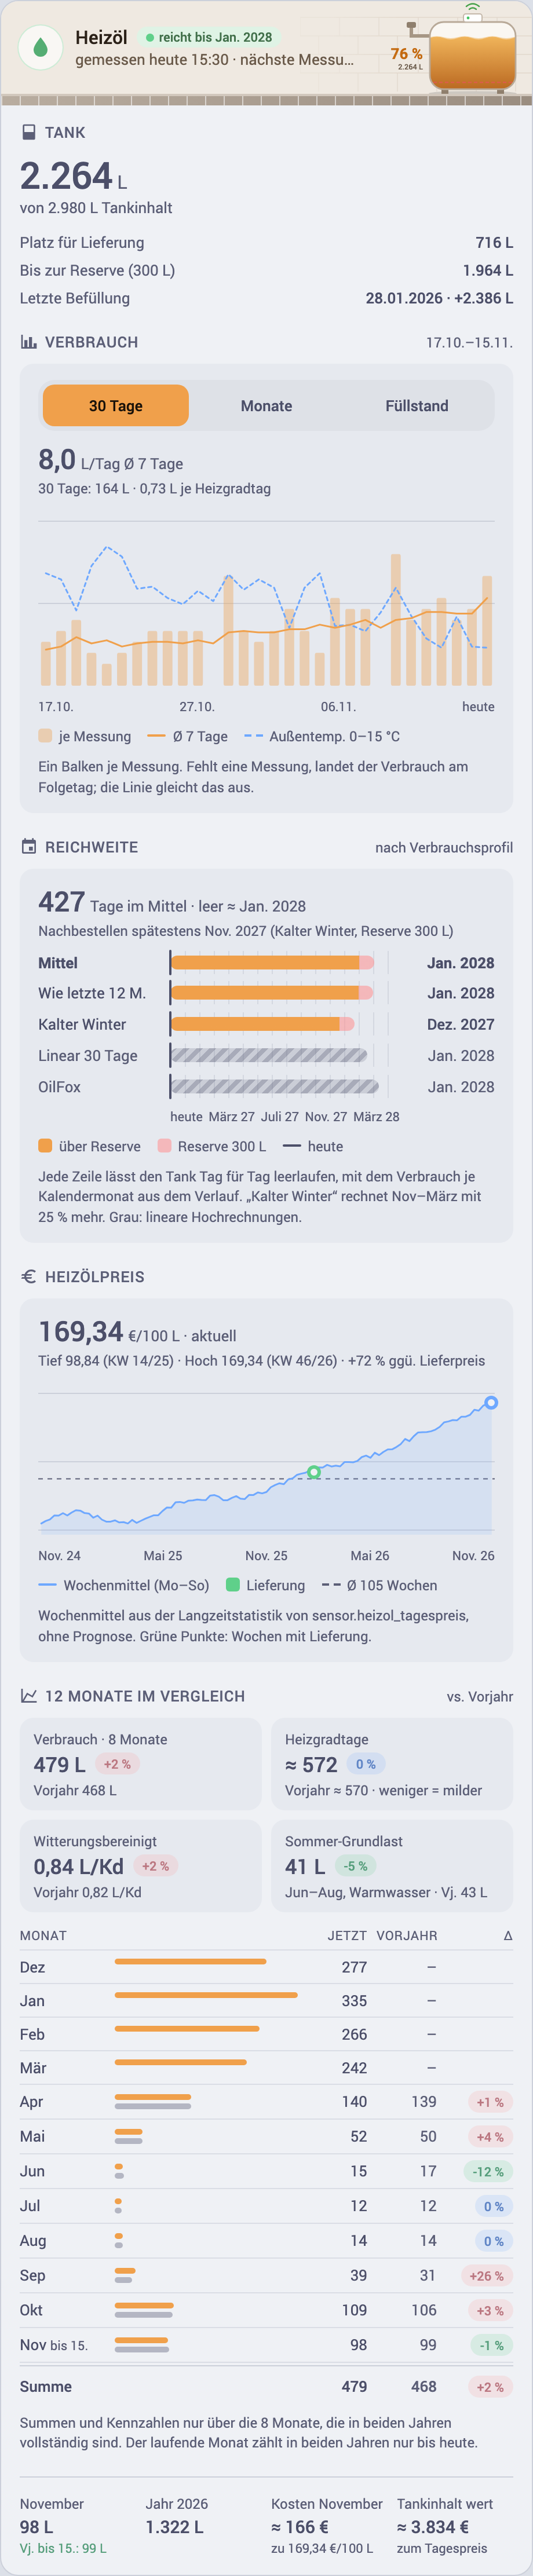 Heizöl reicht bis Jan. 2028
gemessen heute 15:30 · nächste Messu…
76 %
2.264 L
TANK
2.264 L
von 2.980 L Tankinhalt
Platz für Lieferung 716 L
Bis zur Reserve (300 L) 1.964 L
Letzte Befüllung 28.01.2026 · +2.386 L
VERBRAUCH 17.10.–15.11.
30 Tage Monate Füllstand
8,0 L/Tag Ø 7 Tage
30 Tage: 164 L · 0,73 L je Heizgradtag
17.10. 27.10. 06.11. heute
je Messung Ø 7 Tage Außentemp. 0–15 °C
Ein Balken je Messung. Fehlt eine Messung, landet der Verbrauch am
Folgetag; die Linie gleicht das aus.
REICHWEITE nach Verbrauchsprofil
427 Tage im Mittel · leer ≈ Jan. 2028
Nachbestellen spätestens Nov. 2027 (Kalter Winter, Reserve 300 L)
Mittel Jan. 2028
Wie letzte 12 M. Jan. 2028
Kalter Winter Dez. 2027
Linear 30 Tage Jan. 2028
OilFox Jan. 2028
heute März 27 Juli 27 Nov. 27 März 28
über Reserve Reserve 300 L heute
Jede Zeile lässt den Tank Tag für Tag leerlaufen, mit dem Verbrauch je
Kalendermonat aus dem Verlauf. „Kalter Winter“ rechnet Nov–März mit
25 % mehr. Grau: lineare Hochrechnungen.
HEIZÖLPREIS
169,34 €/100 L · aktuell
Tief 98,84 (KW 14/25) · Hoch 169,34 (KW 46/26) · +72 % ggü. Lieferpreis
Nov. 24 Mai 25 Nov. 25 Mai 26 Nov. 26
Wochenmittel (Mo–So) Lieferung Ø 105 Wochen
Wochenmittel aus der Langzeitstatistik von sensor.heizol_tagespreis,
ohne Prognose. Grüne Punkte: Wochen mit Lieferung.
12 MONATE IM VERGLEICH vs. Vorjahr
Verbrauch · 8 Monate
479 L +2 %
Vorjahr 468 L
Heizgradtage
≈ 572 0 %
Vorjahr ≈ 570 · weniger = milder
Witterungsbereinigt
0,84 L/Kd +2 %
Vorjahr 0,82 L/Kd
Sommer-Grundlast
41 L -5 %
Jun–Aug, Warmwasser · Vj. 43 L
MONAT JETZT VORJAHR Δ
Dez 277 –
Jan 335 –
Feb 266 –
Mär 242 –
Apr 140 139 +1 %
Mai 52 50 +4 %
Jun 15 17 -12 %
Jul 12 12 0 %
Aug 14 14 0 %
Sep 39 31 +26 %
Okt 109 106 +3 %
Nov bis 15. 98 99 -1 %
Summe 479 468 +2 %
Summen und Kennzahlen nur über die 8 Monate, die in beiden Jahren
vollständig sind. Der laufende Monat zählt in beiden Jahren nur bis heute.
November
98 L
Vj. bis 15.: 99 L
Jahr 2026
1.322 L
Kosten November
≈ 166 €
zu 169,34 €/100 L
Tankinhalt wert
≈ 3.834 €
zum Tagespreis